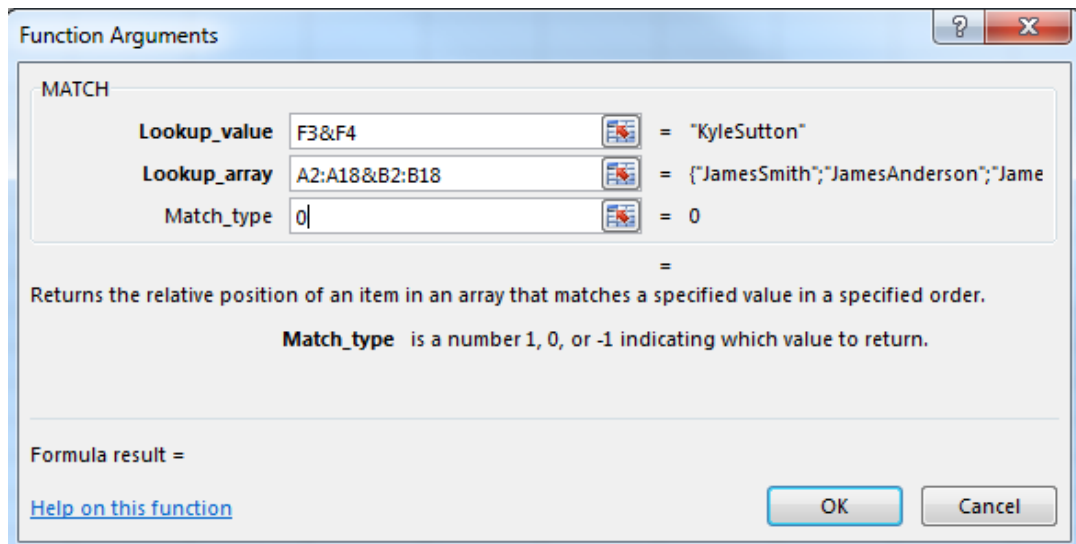 Function Arguments
?
X
MATCH
Lookup_value F3&F4 = "KyleSutton"
Lookup_array A2:A18&B2:B18 = {"JamesSmith";"JamesAnderson";"Jame
Match_type 0 = 0
=
Returns the relative position of an item in an array that matches a specified value in a specified order.
Match_type is a number 1, 0, or -1 indicating which value to return.
Formula result =
Help on this function
OK
Cancel